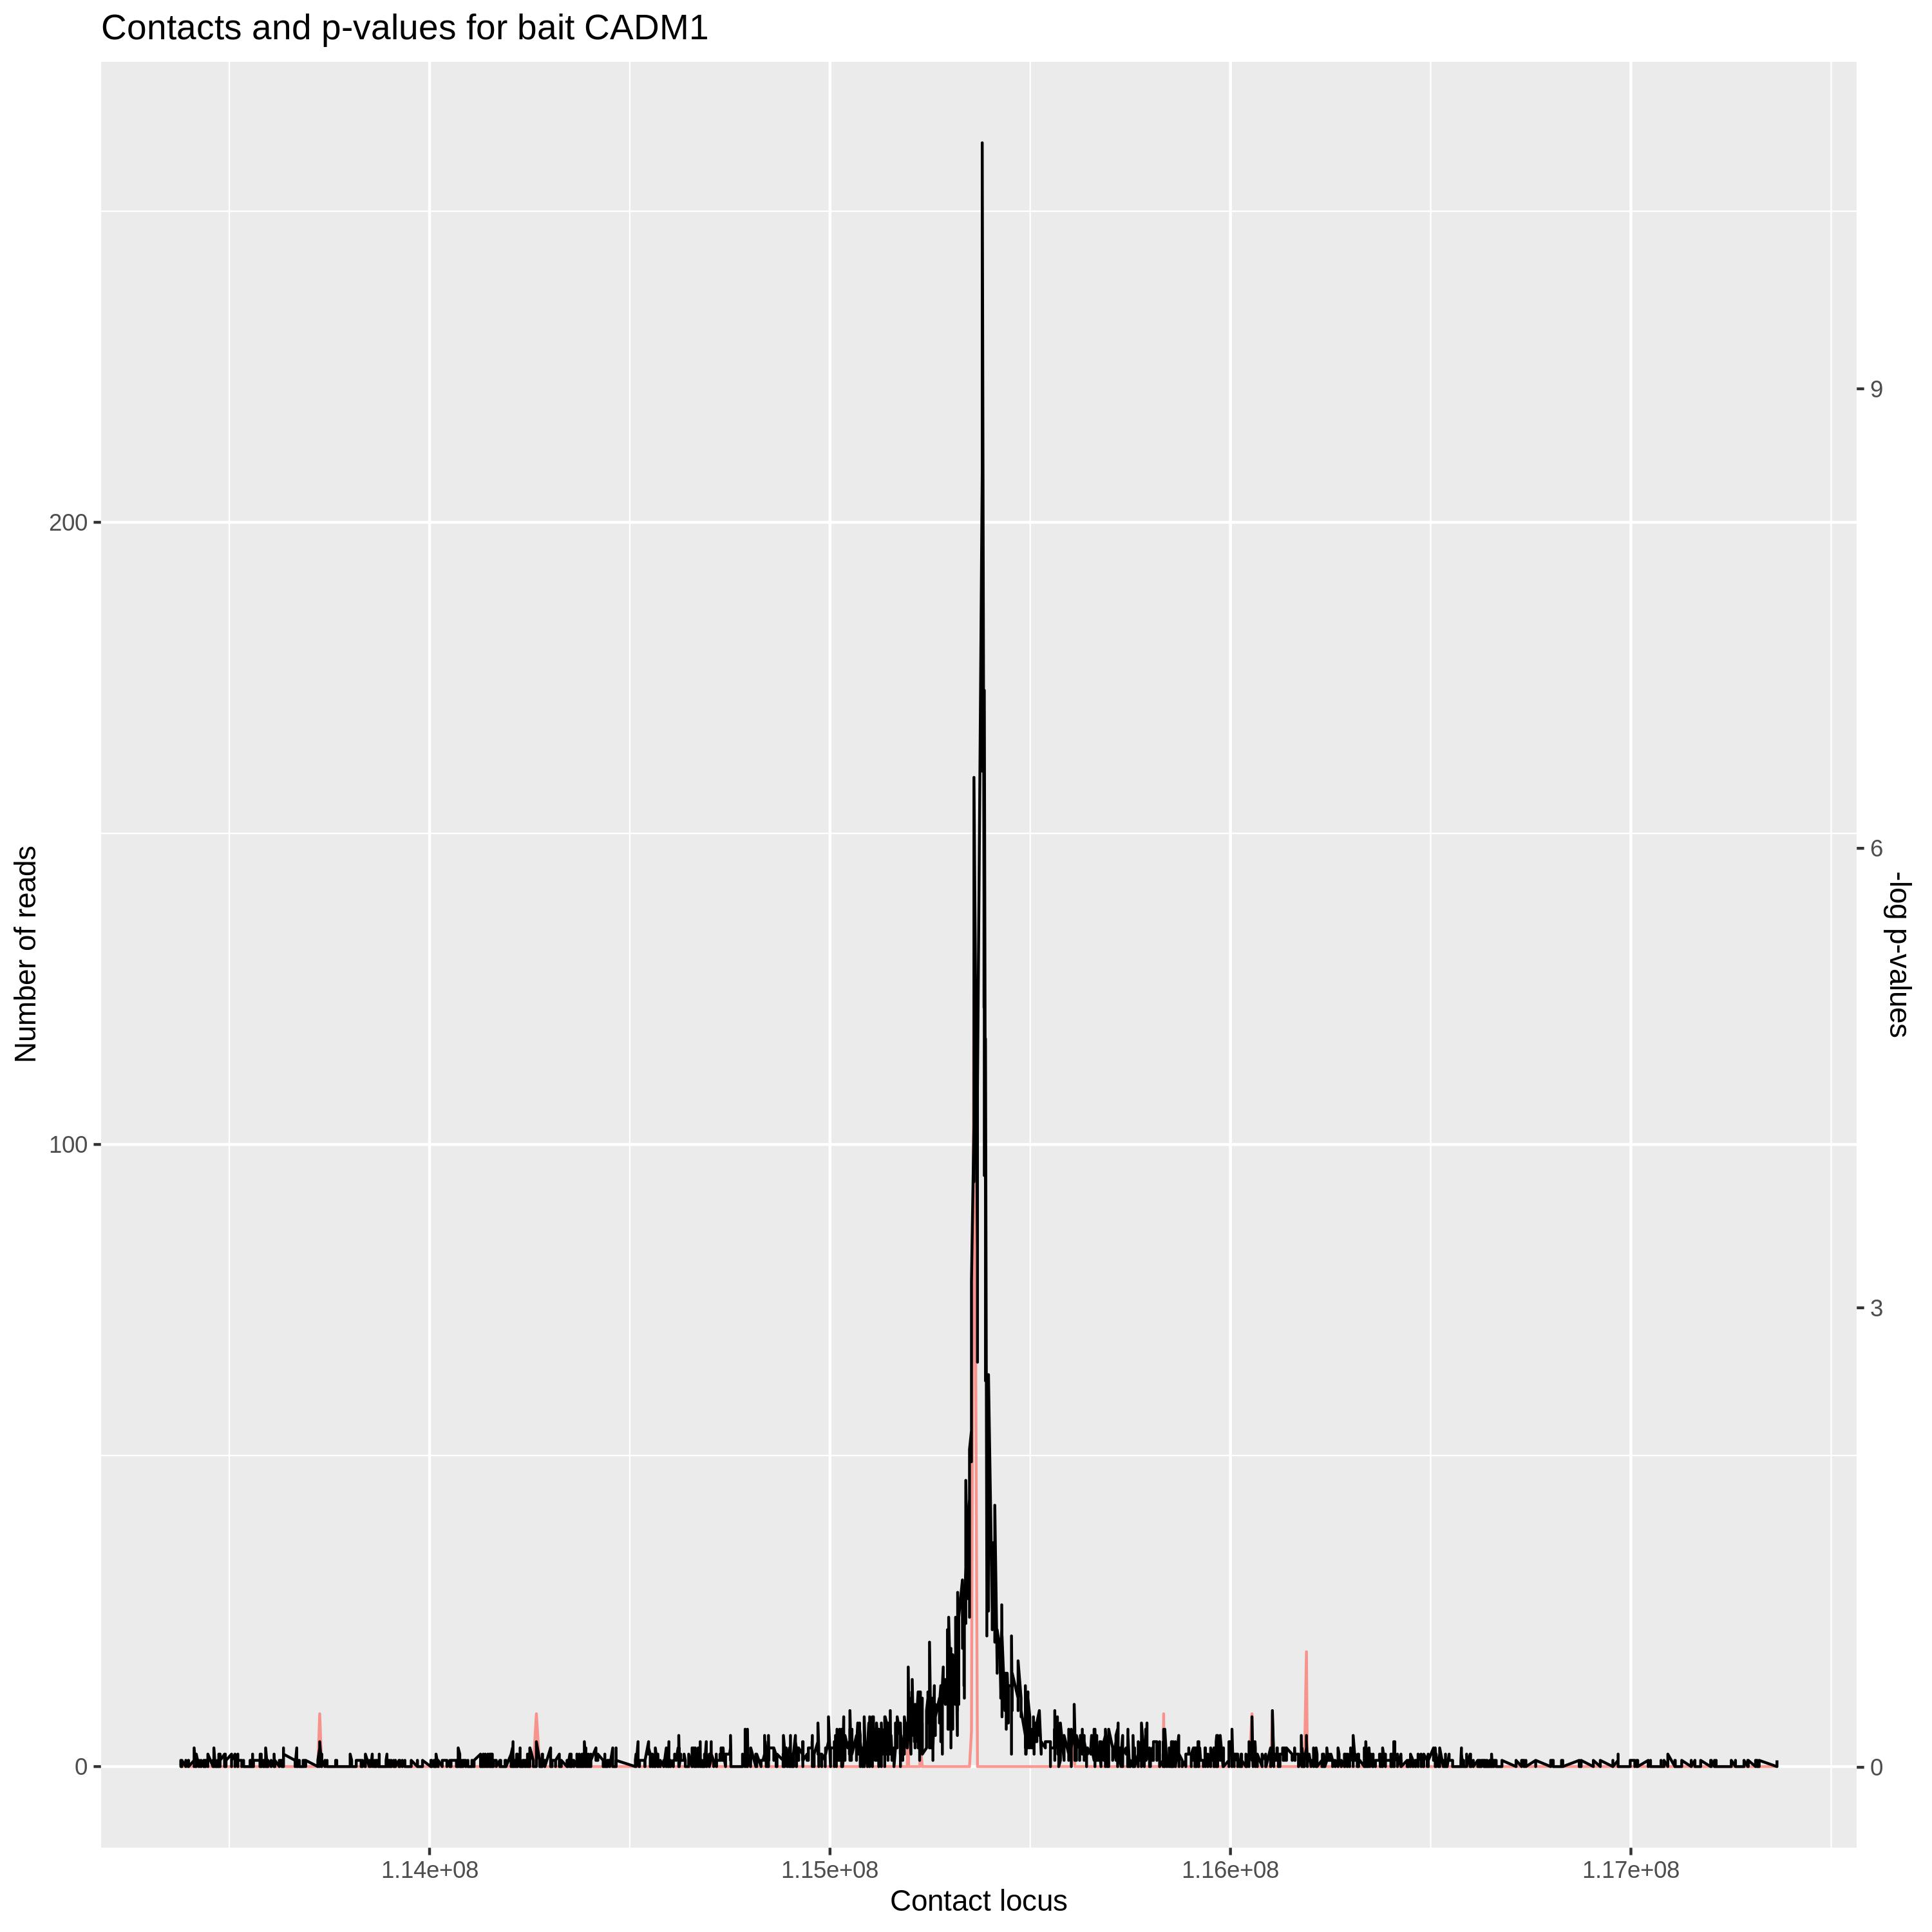 Contacts and p-values for bait CADM1
Number of reads
200
100
0
9
6
3
0
-log p-values
1.14e+08 1.15e+08 1.16e+08 1.17e+08
Contact locus